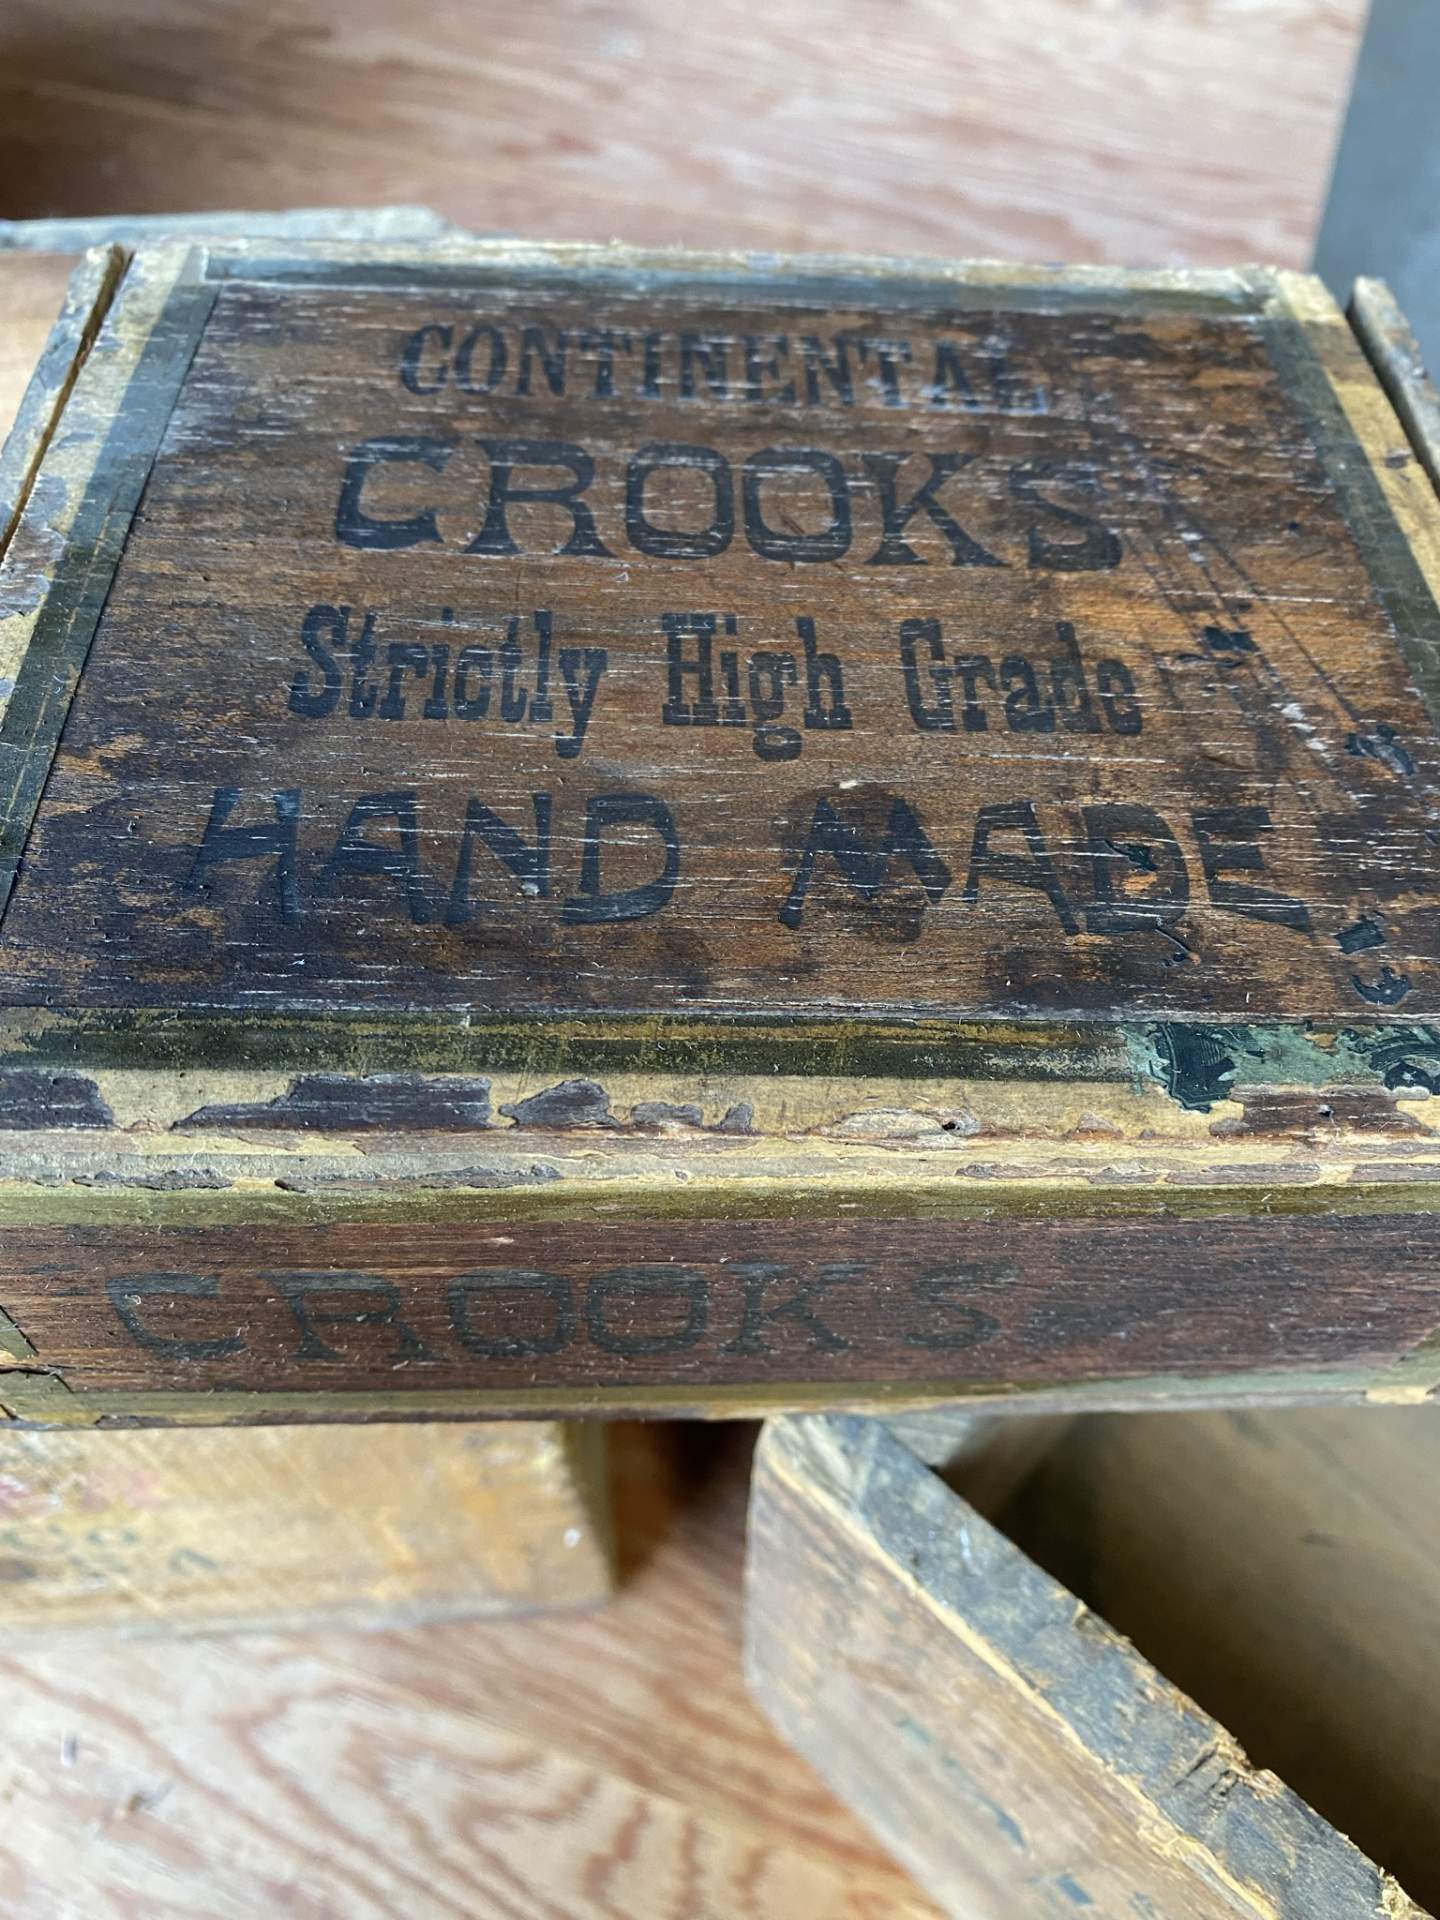 CONTINENTAL
CROOKS
Strictly High Grade
HAND MADE
CROOKS